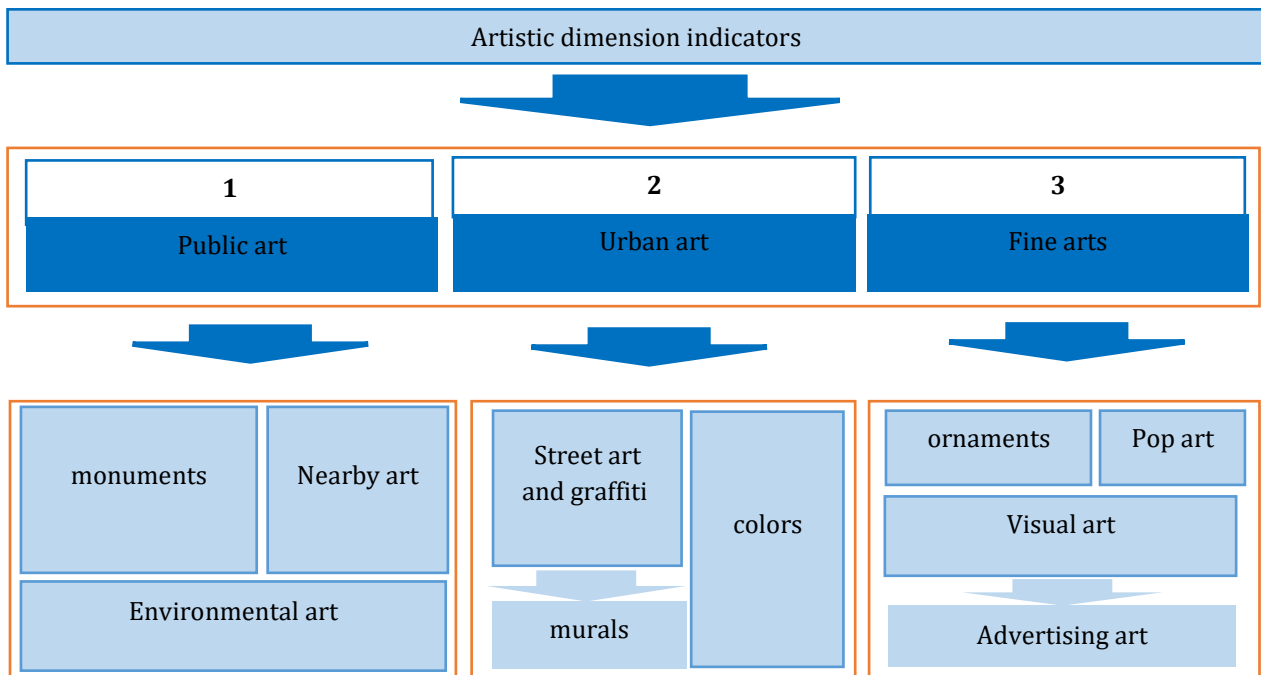 Artistic dimension indicators
1
2
3
Public art
Urban art
Fine arts
monuments
Nearby art
Environmental art
Street art
and graffiti
colors
murals
ornaments
Pop art
Visual art
Advertising art